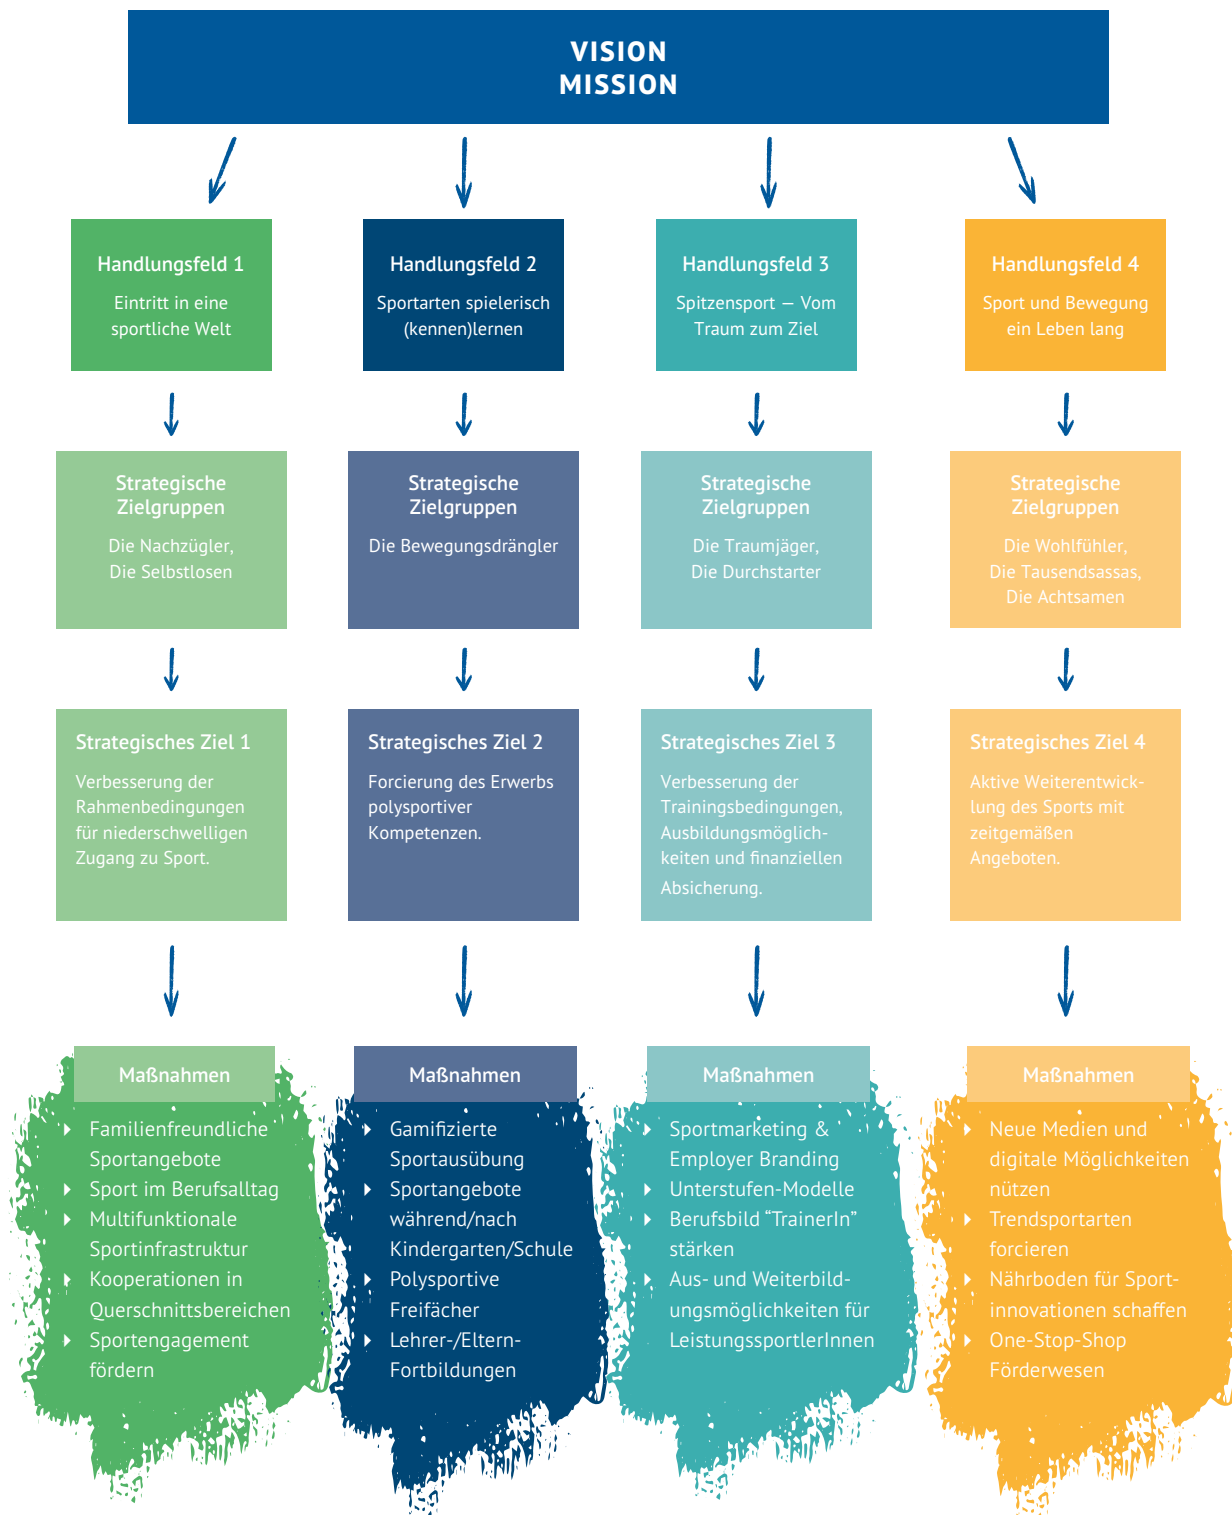 VISION
MISSION
Handlungsfeld 1
Eintritt in eine
sportliche Welt
Handlungsfeld 2
Sportarten spielerisch
(kennen)lernen
Handlungsfeld 3
Spitzensport — Vom
Traum zum Ziel
Handlungsfeld 4
Sport und Bewegung
ein Leben lang
Strategische
Zielgruppen
Die Nachzügler,
Die Selbstlosen
Strategische
Zielgruppen
Die Bewegungsdrängler
Strategische
Zielgruppen
Die Traumjäger,
Die Durchstarter
Strategische
Zielgruppen
Die Wohlfühler,
Die Tausendsassas,
Die Achtsamen
Strategisches Ziel 1
Verbesserung der
Rahmenbedingungen
für niederschwelligen
Zugang zu Sport.
Strategisches Ziel 2
Forcierung des Erwerbs
polysportiver
Kompetenzen.
Strategisches Ziel 3
Verbesserung der
Trainingsbedingungen,
Ausbildungsmöglich-
keiten und finanziellen
Absicherung.
Strategisches Ziel 4
Aktive Weiterentwick-
lung des Sports mit
zeitgemäßen
Angeboten.
Maßnahmen
Familienfreundliche
Sportangebote
Sport im Berufsalltag
Multifunktionale
Sportinfrastruktur
Kooperationen in
Querschnittsbereichen
Sportengagement
fördern
Maßnahmen
Gamifizierte
Sportausübung
Sportangebote
während/nach
Kindergarten/Schule
Polysportive
Freifächer
Lehrer-/Eltern-
Fortbildungen
Maßnahmen
Sportmarketing &
Employer Branding
Unterstufen-Modelle
Berufsbild “TrainerIn”
stärken
Aus- und Weiterbild-
ungsmöglichkeiten für
LeistungssportlerInnen
Maßnahmen
Neue Medien und
digitale Möglichkeiten
nützen
Trendsportarten
forcieren
Nährboden für Sport-
innovationen schaffen
One-Stop-Shop
Förderwesen